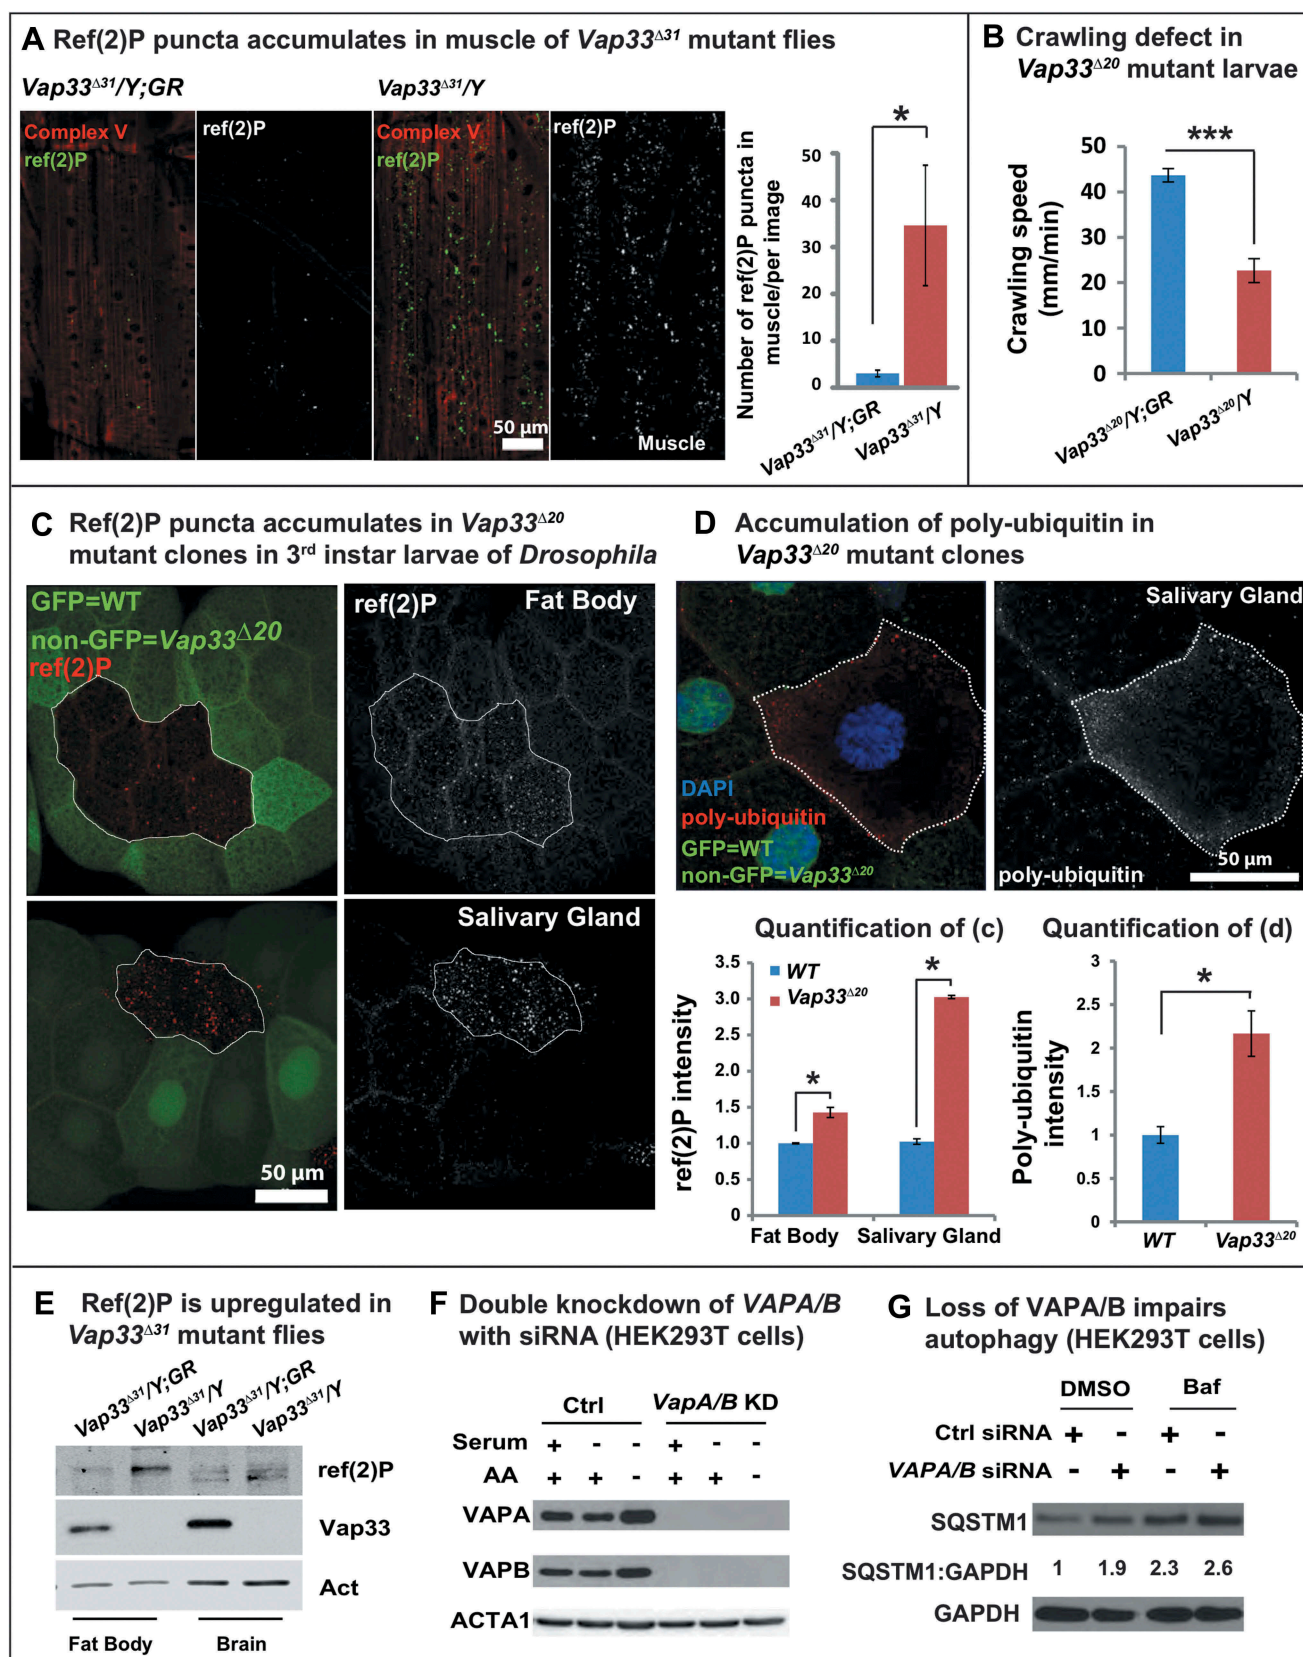 A Ref(2)P puncta accumulates in muscle of Vap33Δ31 mutant flies
Vap33Δ31/Y;GR
Vap33Δ31/Y
Complex V
ref(2)P
ref(2)P
Complex V
ref(2)P
ref(2)P
50 µm
Muscle
Number of ref(2)P puncta in
muscle/per image
50
40
30
20
10
0
*
Vap33Δ31/Y;GR
Vap33Δ31/Y
B Crawling defect in
Vap33Δ20 mutant larvae
***
Crawling speed
(mm/min)
50
40
30
20
10
0
Vap33Δ20/Y;GR
Vap33Δ20/Y
C Ref(2)P puncta accumulates in Vap33Δ20
mutant clones in 3rd instar larvae of Drosophila
GFP=WT
non-GFP=Vap33Δ20
ref(2)P
ref(2)P
Fat Body
Salivary Gland
50 µm
D Accumulation of poly-ubiquitin in
Vap33Δ20 mutant clones
DAPI
poly-ubiquitin
GFP=WT
non-GFP=Vap33Δ20
Salivary Gland
50 µm
poly-ubiquitin
Quantification of (c)
ref(2)P intensity
3.5
3.0
2.5
2.0
1.5
1.0
0.5
0
WT
Vap33Δ20
*
*
Fat Body
Salivary Gland
Quantification of (d)
Poly-ubiquitin
intensity
3
2.5
2
1.5
1
0.5
0
*
WT
Vap33Δ20
E Ref(2)P is upregulated in
Vap33Δ31 mutant flies
Vap33Δ31/Y;GR
Vap33Δ31/Y
Vap33Δ31/Y;GR
Vap33Δ31/Y
ref(2)P
Vap33
Act
Fat Body
Brain
F Double knockdown of VAPA/B
with siRNA (HEK293T cells)
Ctrl
VapA/B KD
Serum + - - + - -
AA + + - + + -
VAPA
VAPB
ACTA1
G Loss of VAPA/B impairs
autophagy (HEK293T cells)
DMSO
Baf
Ctrl siRNA + - + -
VAPA/B siRNA - + - +
SQSTM1
SQSTM1:GAPDH 1 1.9 2.3 2.6
GAPDH